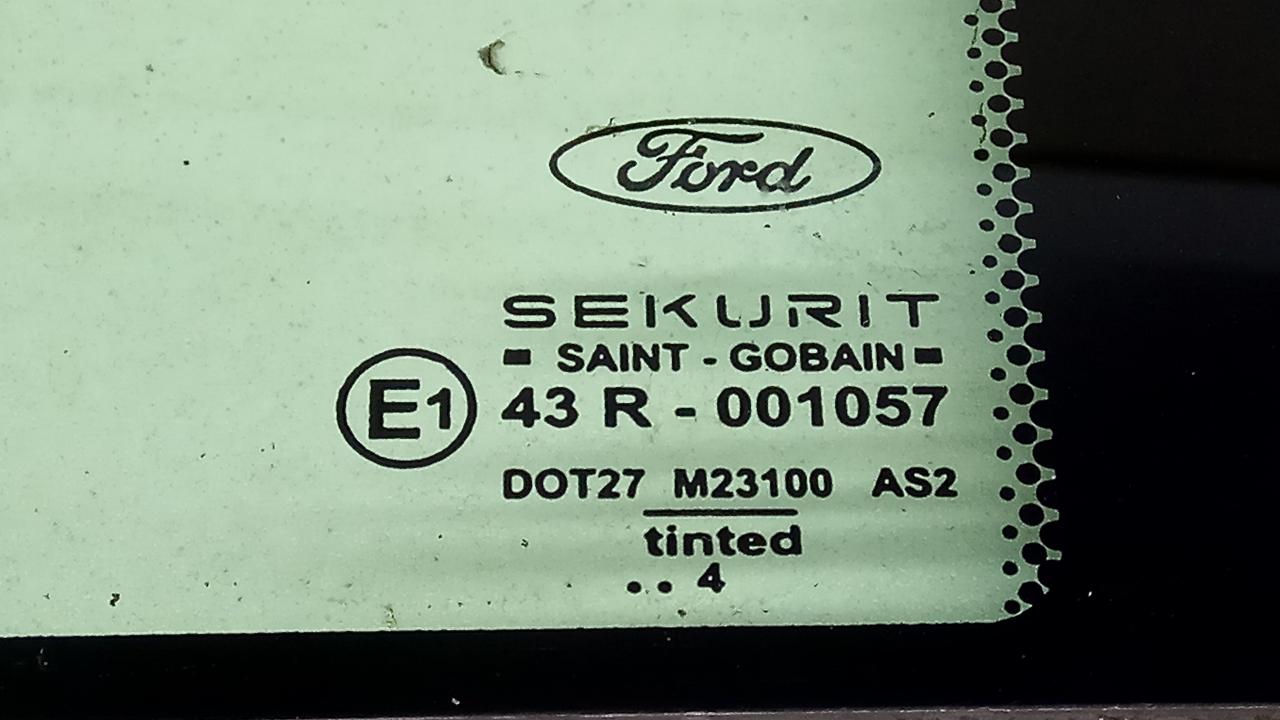 Ford
SEKURIT
SAINT - GOBAIN
E1 43 R - 001057
DOT27 M23100 AS2
tinted
.. 4